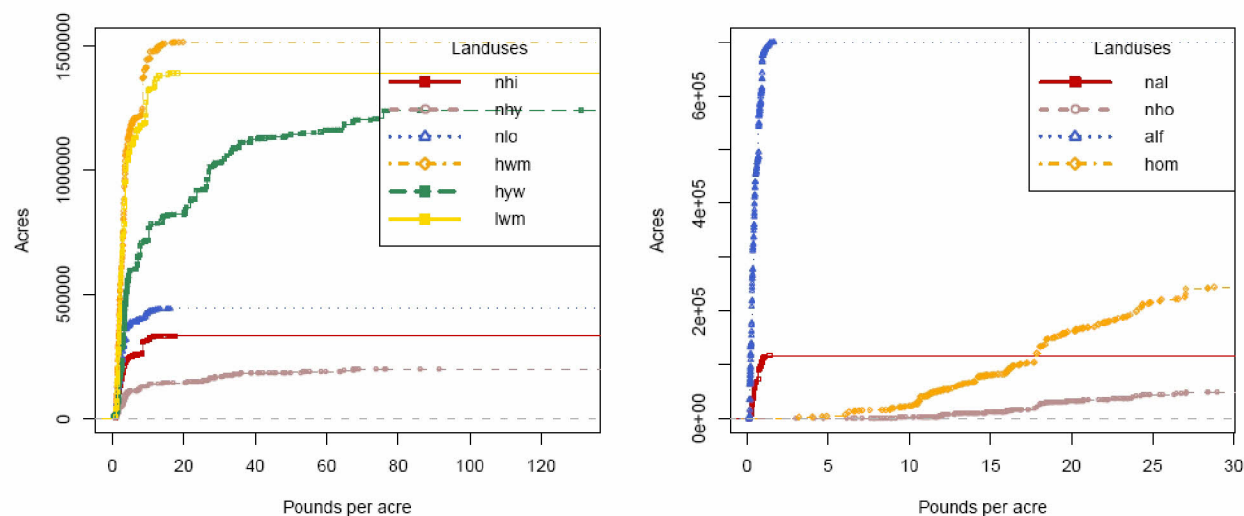 Landuses
nhi
nhy
nlo
hwm
hyw
lwm
Acres
0
500000
1000000
1500000
0 20 40 60 80 100 120
Pounds per acre
Landuses
nal
nho
alf
hom
Acres
0e+00
2e+05
4e+05
6e+05
0 5 10 15 20 25 30
Pounds per acre